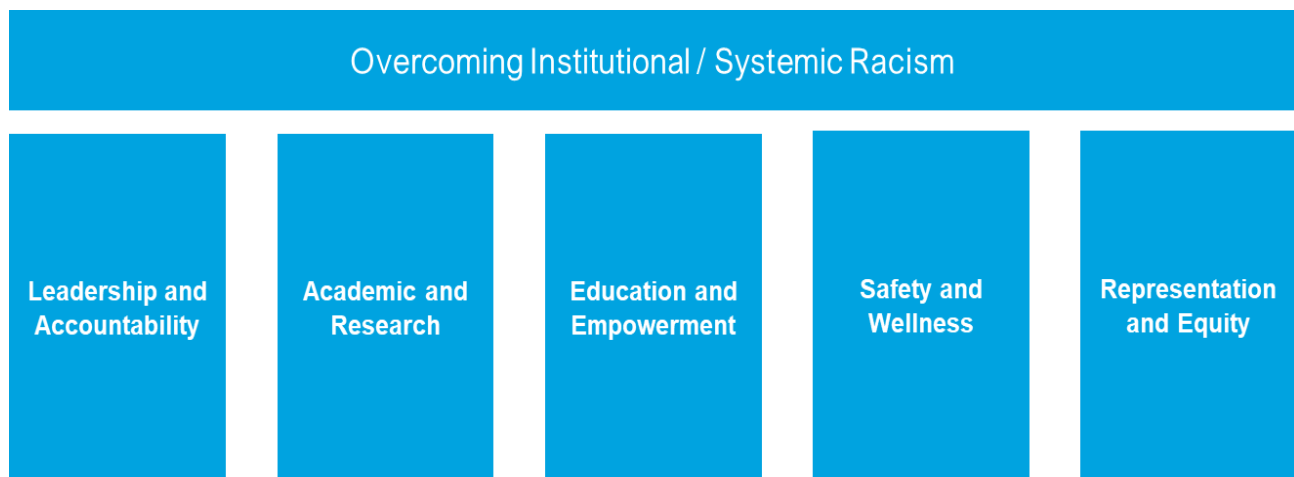 Overcoming Institutional / Systemic Racism
Leadership and
Accountability
Academic and
Research
Education and
Empowerment
Safety and
Wellness
Representation
and Equity